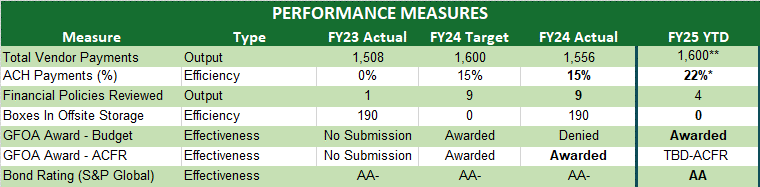 PERFORMANCE MEASURES
Measure Type FY23 Actual FY24 Target FY24 Actual FY25 YTD
Total Vendor Payments Output 1,508 1,600 1,556 1,600**
ACH Payments (%) Efficiency 0% 15% 15% 22%*
Financial Policies Reviewed Output 1 9 9 4
Boxes In Offsite Storage Efficiency 190 0 190 0
GFOA Award - Budget Effectiveness No Submission Awarded Denied Awarded
GFOA Award - ACFR Effectiveness No Submission Awarded Awarded TBD-ACFR
Bond Rating (S&P Global) Effectiveness AA- AA- AA- AA